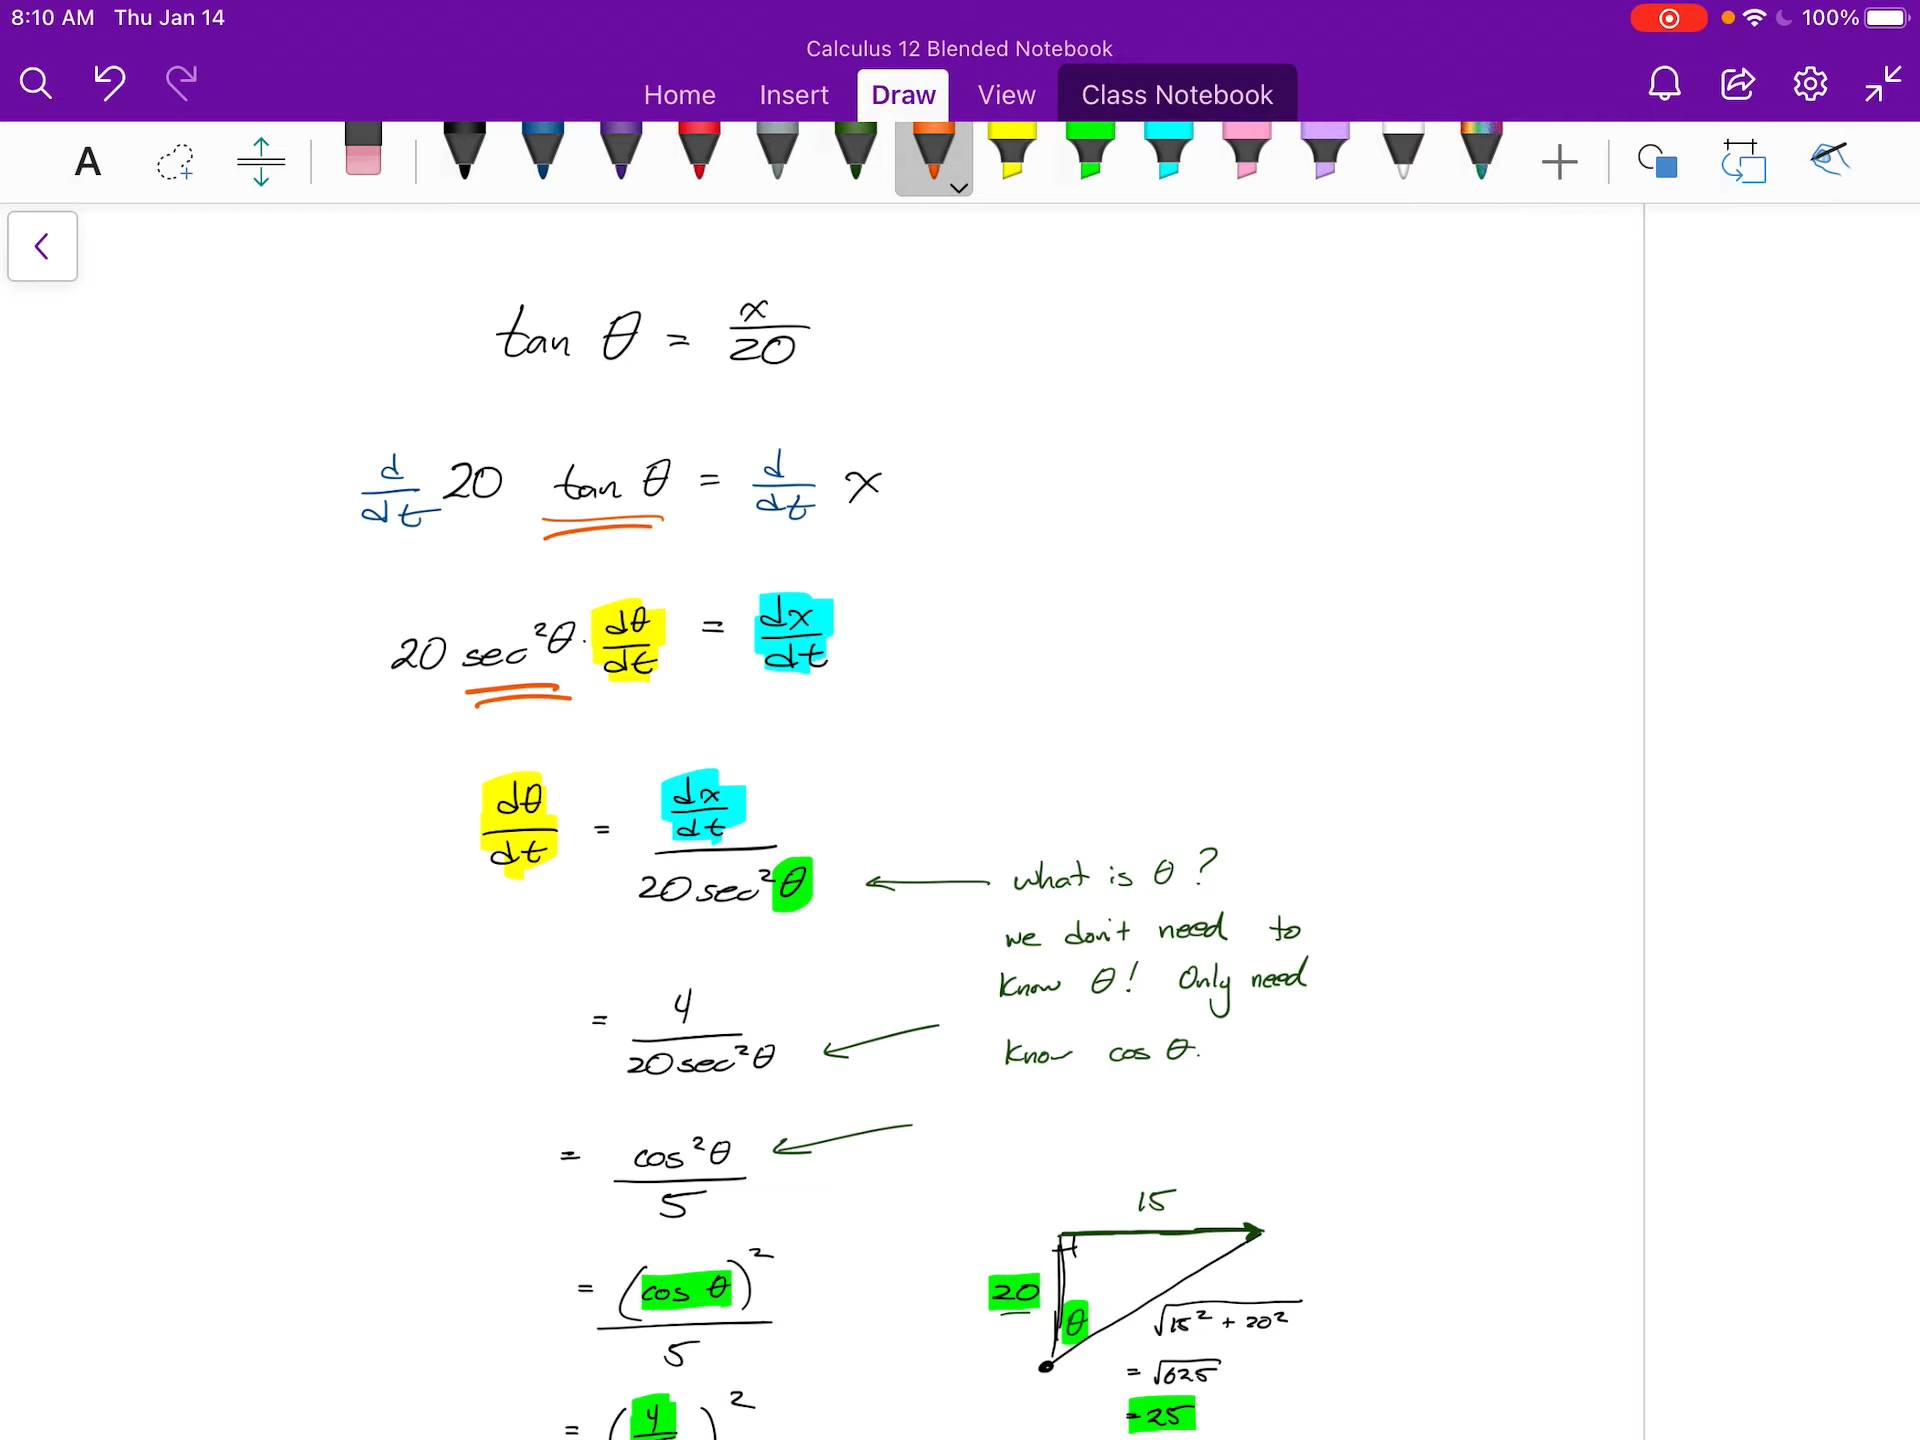 8:10 AM Thu Jan 14 100%
Calculus 12 Blended Notebook
Home Insert Draw View Class Notebook
A
tan θ = x/20
d/dt 20 tan θ = d/dt x
20 sec²θ · dθ/dt = dx/dt
dθ/dt = (dx/dt)/(20 sec²θ) ← what is θ?
we don't need to
know θ! Only need
know cos θ.
= 4/(20 sec²θ) ←
= cos²θ/5 ←
15
= (cos θ)²/5
20
θ
√(15² + 20²)
= √625
= 25
= (4 )²